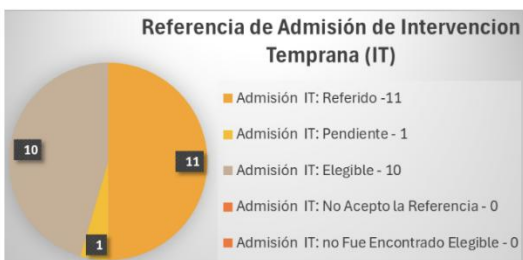 Referencia de Admisión de Intervencion
Temprana (IT)
Admisión IT: Referido -11
Admisión IT: Pendiente - 1
Admisión IT: Elegible - 10
Admisión IT: No Acepto la Referencia - 0
Admisión IT: no Fue Encontrado Elegible - 0
10
11
1